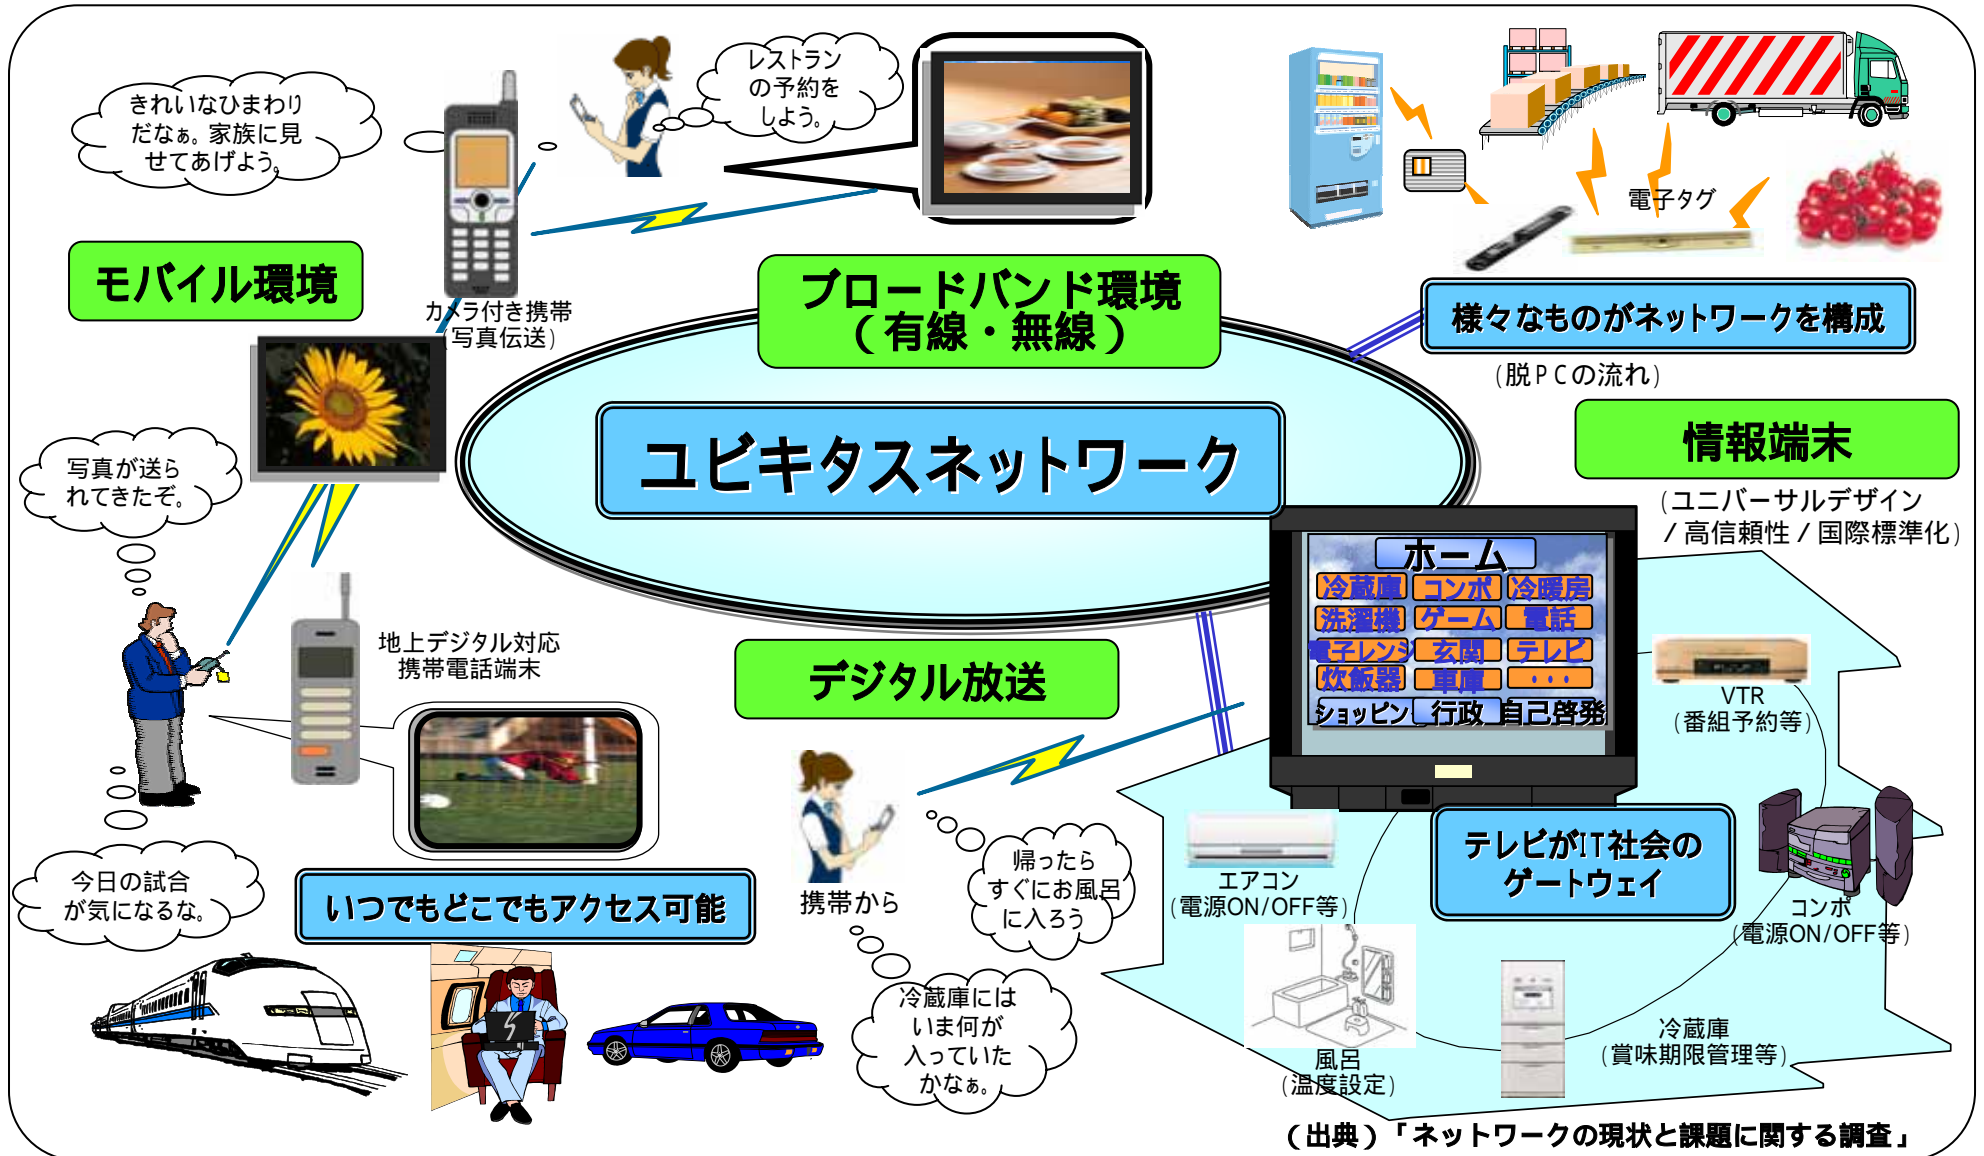 きれいなひまわり
だなぁ。家族に見
せてあげよう。
レストラン
の予約を
しよう。
電子タグ
モバイル環境
カメラ付き携帯
(写真伝送)
ブロードバンド環境
(有線・無線)
様々なものがネットワークを構成
(脱PCの流れ)
ユビキタスネットワーク
情報端末
(ユニバーサルデザイン
/高信頼性/国際標準化)
写真が送ら
れてきたぞ。
ホーム
冷蔵庫 コンポ 冷暖房
洗濯機 ゲーム 電話
電子レンジ 玄関 テレビ
炊飯器 車庫 ・・・
ショッピン 行政 自己啓発
地上デジタル対応
携帯電話端末
デジタル放送
VTR
(番組予約等)
テレビがIT社会の
ゲートウェイ
エアコン
(電源ON/OFF等)
コンポ
(電源ON/OFF等)
今日の試合
が気になるな。
いつでもどこでもアクセス可能
携帯から
帰ったら
すぐにお風呂
に入ろう
冷蔵庫には
いま何が
入っていた
かなぁ。
風呂
(温度設定)
冷蔵庫
(賞味期限管理等)
(出典)「ネットワークの現状と課題に関する調査」